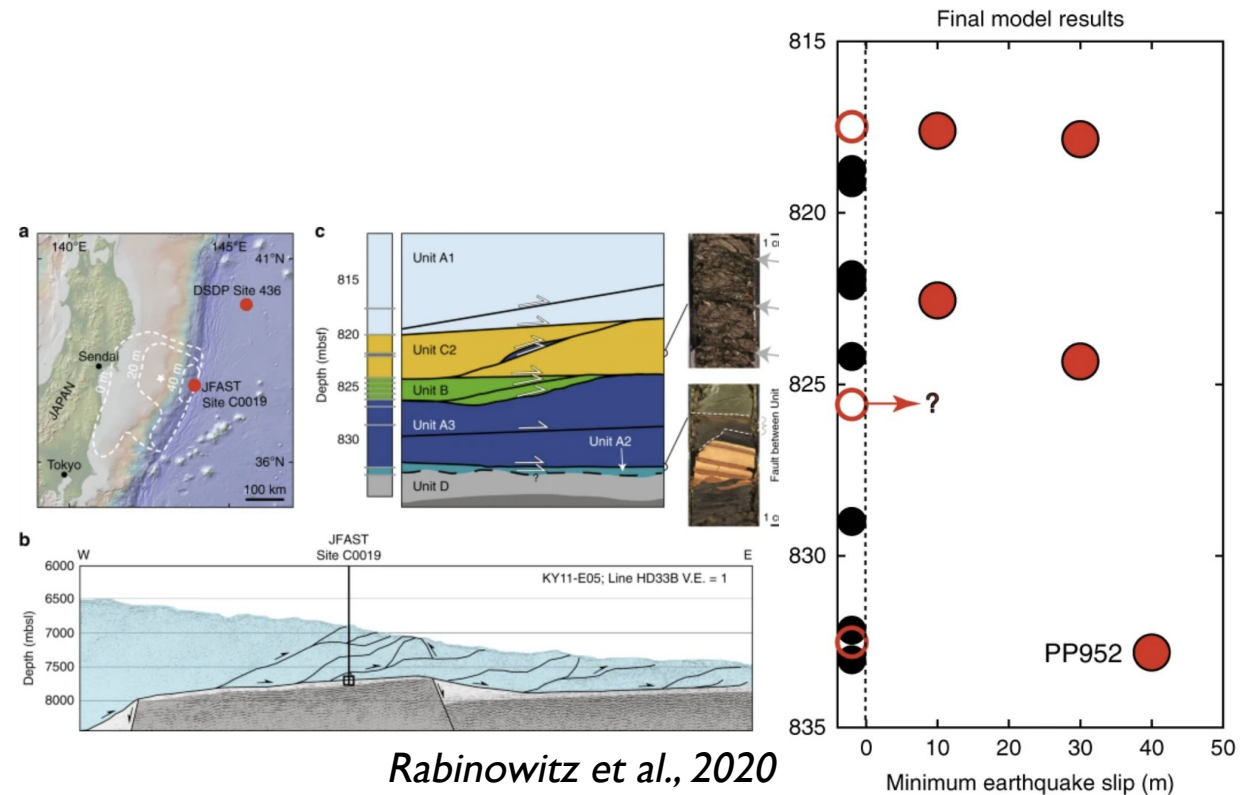 a
140°E
145°E
41°N
DSDP Site 436
Sendai
20 m
40 m
JFAST
Site C0019
JAPAN
Tokyo
36°N
100 km
c
815
820
825
830
Depth (mbsf)
Unit A1
Unit C2
Unit B
Unit A3
Unit A2
?
Unit D
Fault between Unit
b
W
JFAST
Site C0019
E
KY11-E05; Line HD33B V.E. = 1
6000
6500
7000
7500
8000
Depth (mbsl)
Rabinowitz et al., 2020
Final model results
815
820
825
830
835
?
PP952
0 10 20 30 40 50
Minimum earthquake slip (m)